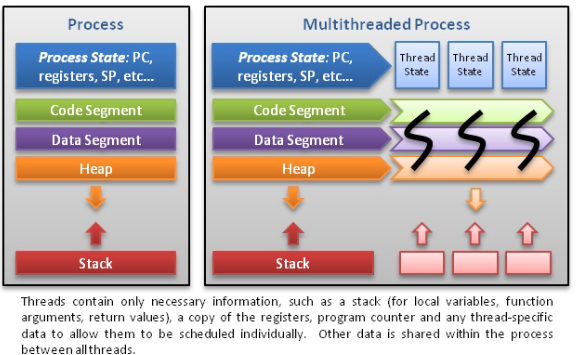 Process
Process State: PC,
registers, SP, etc...
Code Segment
Data Segment
Heap
Stack
Multithreaded Process
Process State: PC,
registers, SP, etc...
Thread
State
Thread
State
Thread
State
Code Segment
Data Segment
Heap
Stack
Threads contain only necessary information, such as a stack (for local variables, function
arguments, return values), a copy of the registers, program counter and any thread-specific
data to allow them to be scheduled individually. Other data is shared within the process
between all threads.